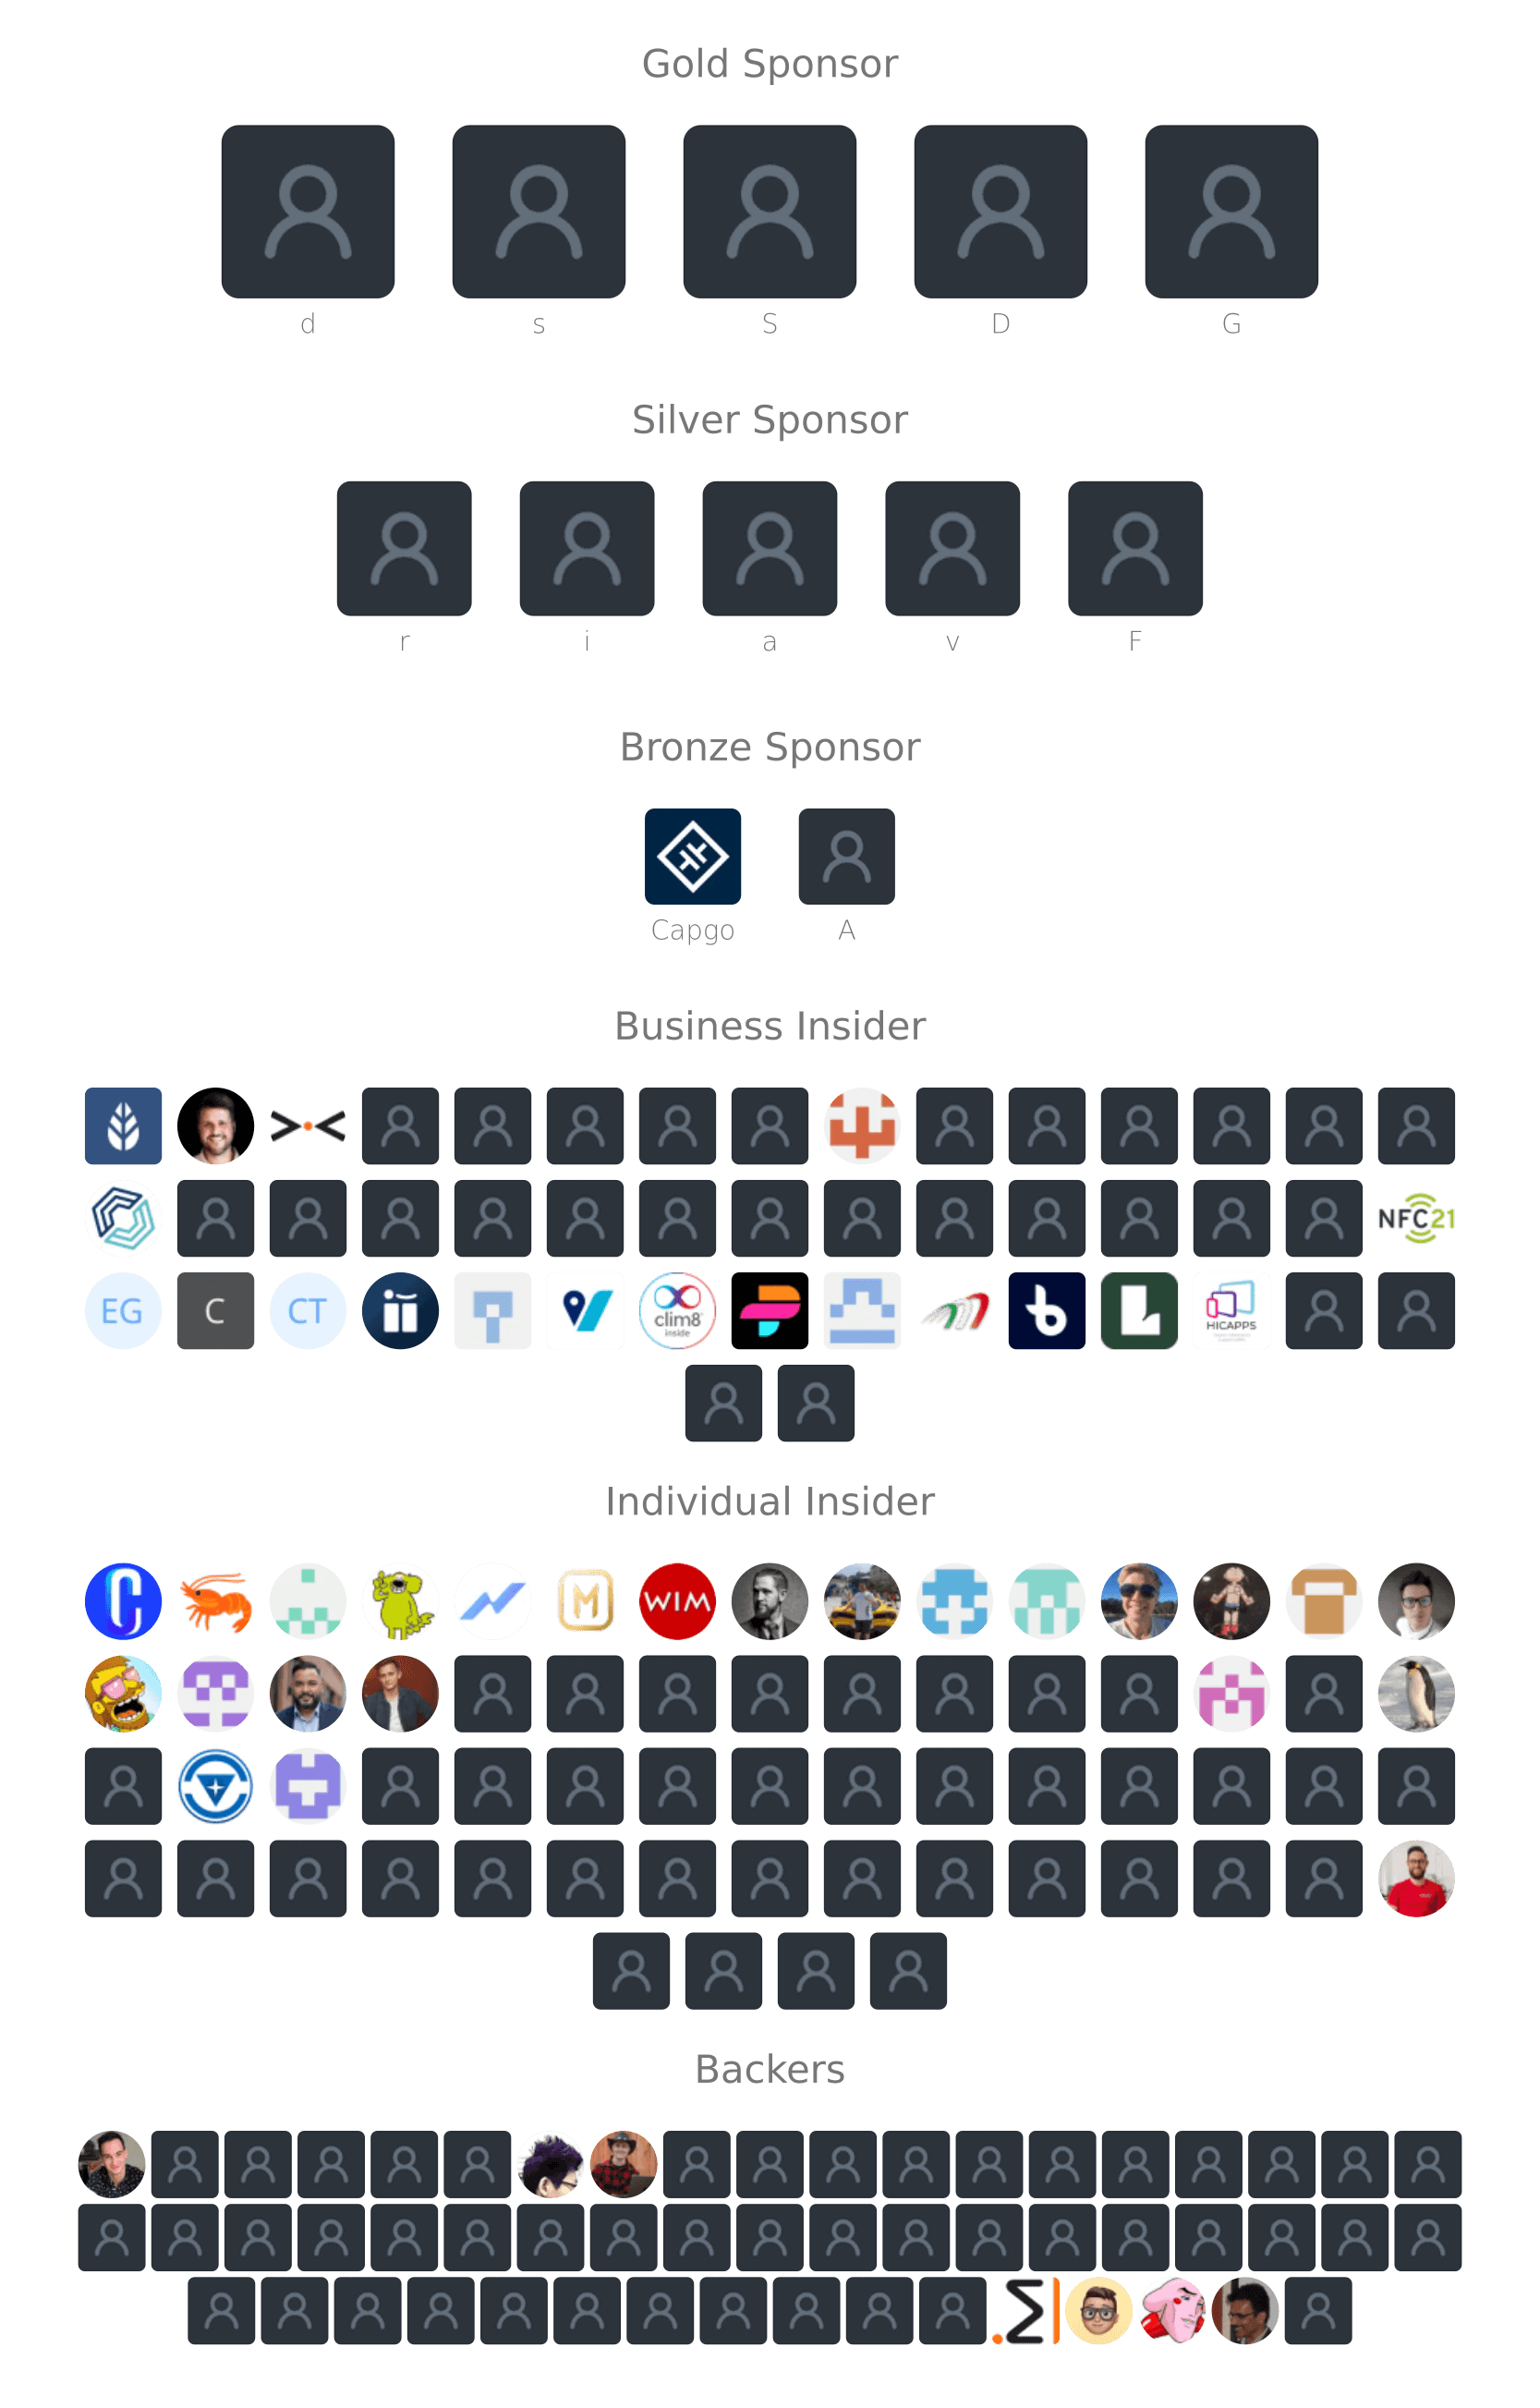 Gold Sponsor
d s S D G
Silver Sponsor
r i a v F
Bronze Sponsor
Capgo A
Business Insider
NFC21
EG C CT clim8 L HICAPPS
inside
Individual Insider
C M WIM
Backers